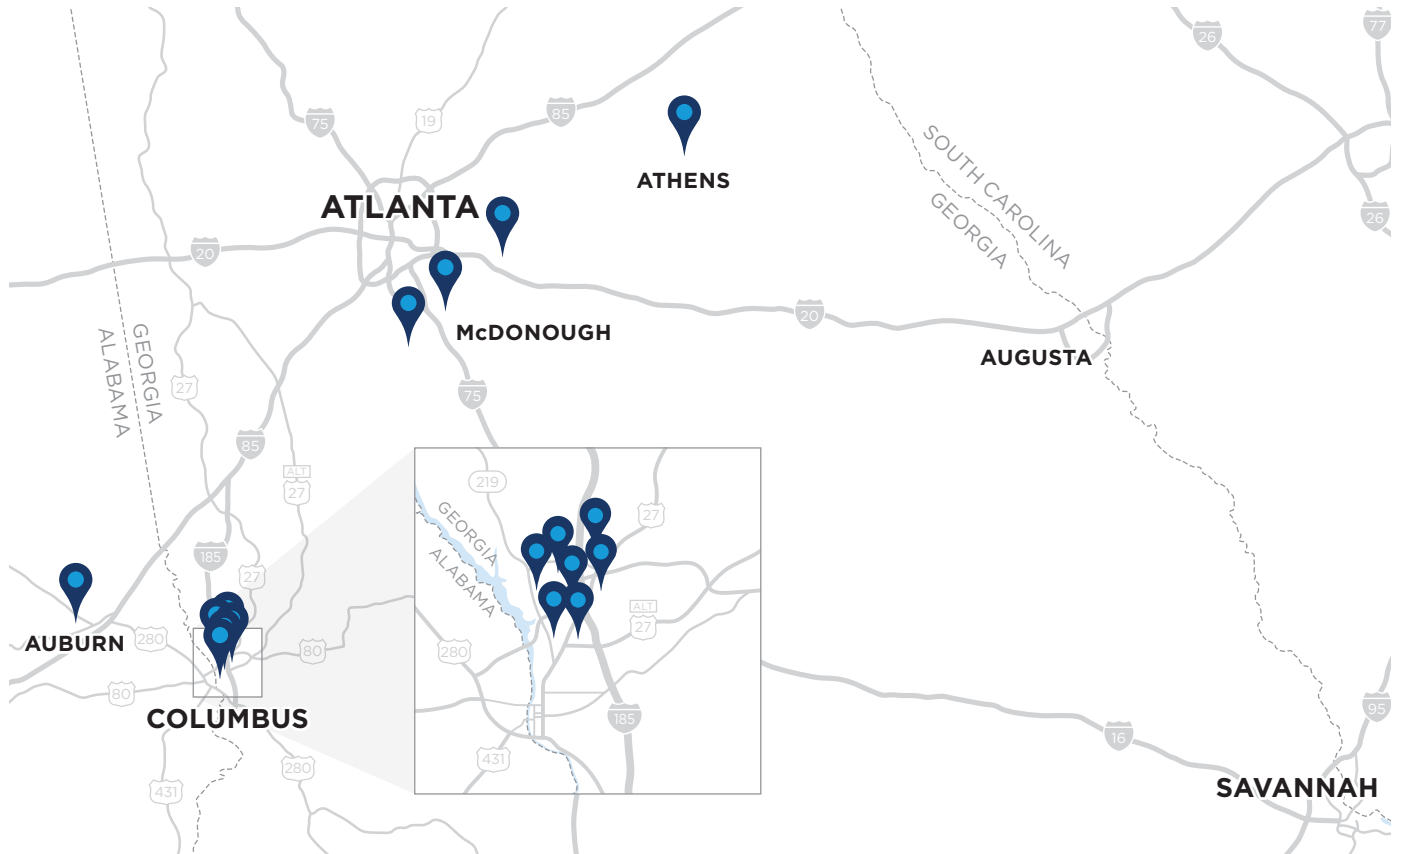 26
77
75
19
85
ATHENS
SOUTH CAROLINA
GEORGIA
ATLANTA
26
20
20
McDONOUGH
GEORGIA
ALABAMA
AUGUSTA
27
75
85
ALT
27
219
27
GEORGIA
ALABAMA
185
27
ALT
27
AUBURN
280
80
280
80
COLUMBUS
185
95
16
431
280
431
SAVANNAH